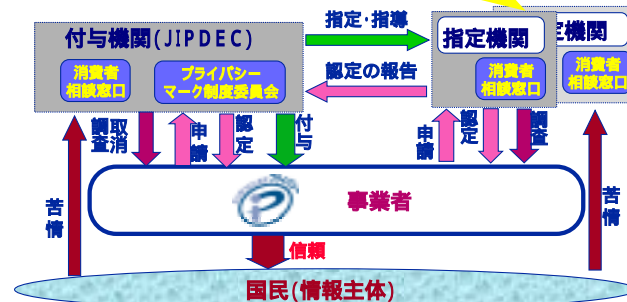 付与機関(JIPDEC)
消費者
相談窓口
プライバシー
マーク制度委員会
指定・指導
認定の報告
指定機関
消費者
相談窓口
定機関
消費者
相談窓口
調査
取消
申請
認定
付与
申請
認定
調査
苦情
事業者
苦情
信頼
国民(情報主体)